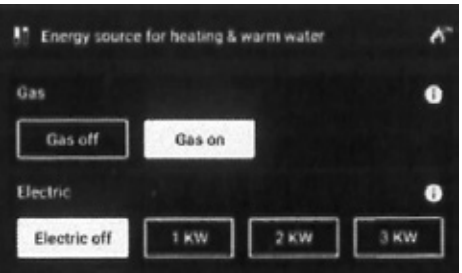 Energy source for heating & warm water
Gas
Gas off Gas on
Electric
Electric off 1 KW 2 KW 3 KW